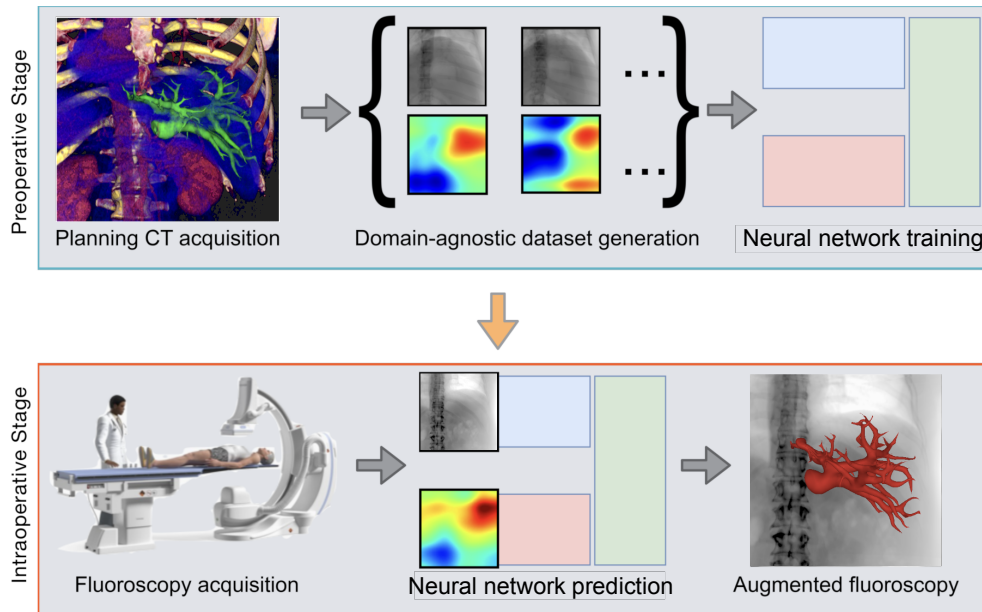 Preoperative Stage
Planning CT acquisition
Domain-agnostic dataset generation
Neural network training
Intraoperative Stage
Fluoroscopy acquisition
Neural network prediction
Augmented fluoroscopy